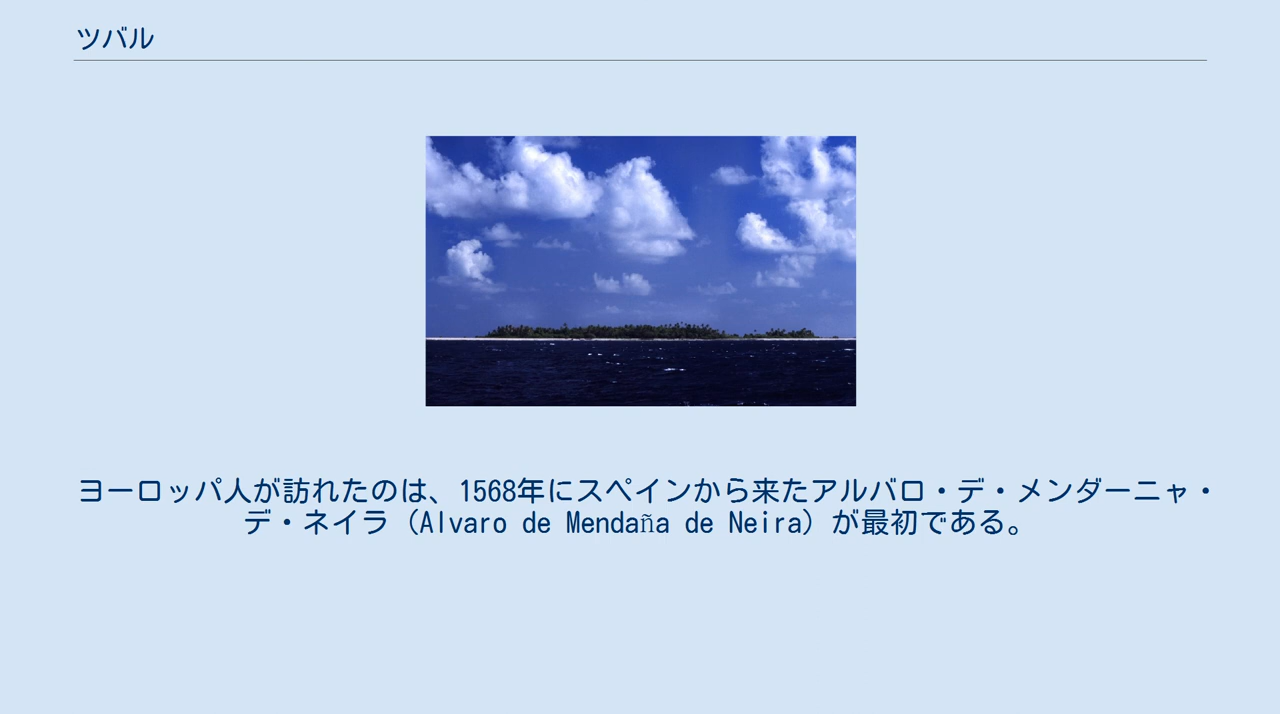 ツバル
ヨーロッパ人が訪れたのは、1568年にスペインから来たアルバロ・デ・メンダーニャ・
デ・ネイラ（Alvaro de Mendaña de Neira）が最初である。